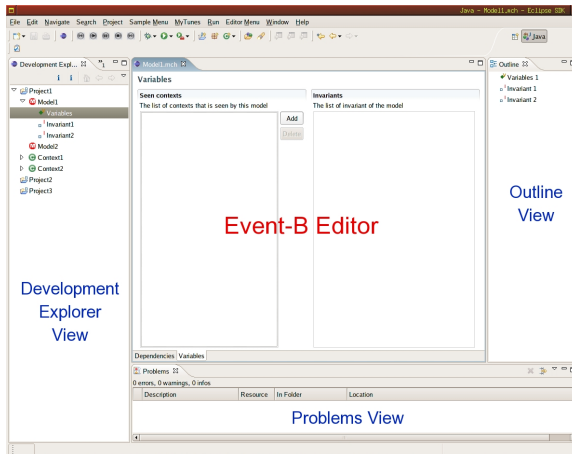 Java - Model1.mch - Eclipse SDK
File Edit Navigate Search Project Sample Menu MyTunes Run Editor Menu Window Help
Java
Development Expl...
Project1
Model1
Variables
Invariant1
Invariant2
Model2
Context1
Context2
Project2
Project3
Development
Explorer
View
Model1.mch
Variables
Seen contexts
The list of contexts that is seen by this model
Add
Delete
Invariants
The list of invariant of the model
Event-B Editor
Dependencies Variables
Outline
Variables 1
Invariant 1
Invariant 2
Outline
View
Problems
0 errors, 0 warnings, 0 infos
Description Resource In Folder Location
Problems View